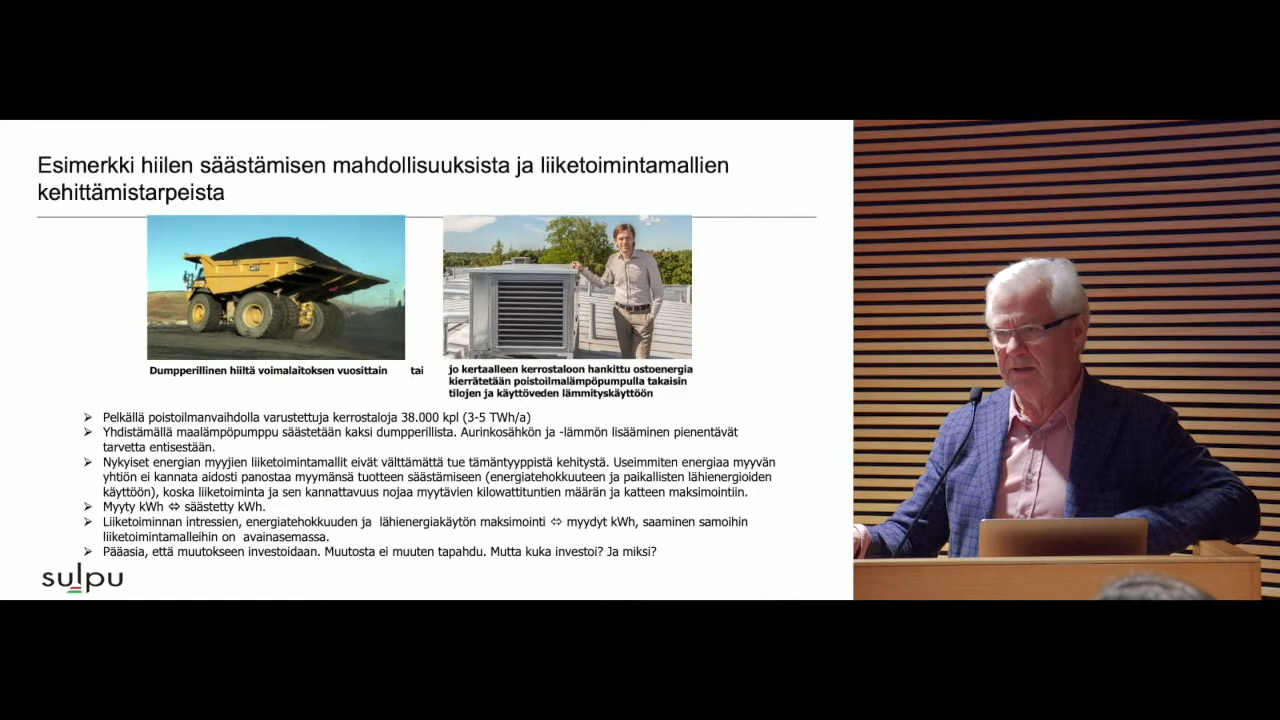 Esimerkki hiilen säästämisen mahdollisuuksista ja liiketoimintamallien
kehittämistarpeista
Dumpperillinen hiiltä voimalaitoksen vuosittain tai
jo kertaalleen kerrostaloon hankittu ostoenergia
kierrätetään poistoilmalämpöpumpulla takaisin
tilojen ja käyttöveden lämmityskäyttöön
➢ Pelkällä poistoilmanvaihdolla varustettuja kerrostaloja 38.000 kpl (3-5 TWh/a)
➢ Yhdistämällä maalämpöpumppu säästetään kaksi dumpperillista. Aurinkosähkön ja -lämmön lisääminen pienentävät
tarvetta entisestään.
➢ Nykyiset energian myyjien liiketoimintamallit eivät välttämättä tue tämäntyyppistä kehitystä. Useimmiten energiaa myyvän
yhtiön ei kannata aidosti panostaa myymänsä tuotteen säästämiseen (energiatehokkuuteen ja paikallisten lähienergioiden
käyttöön), koska liiketoiminta ja sen kannattavuus nojaa myytävien kilowattituntien määrän ja katteen maksimointiin.
➢ Myyty kWh ⬄ säästetty kWh.
➢ Liiketoiminnan intressien, energiatehokkuuden ja lähienergiakäytön maksimointi ⬄ myydyt kWh, saaminen samoihin
liiketoimintamalleihin on avainasemassa.
➢ Pääasia, että muutokseen investoidaan. Muutosta ei muuten tapahdu. Mutta kuka investoi? Ja miksi?
sulpu